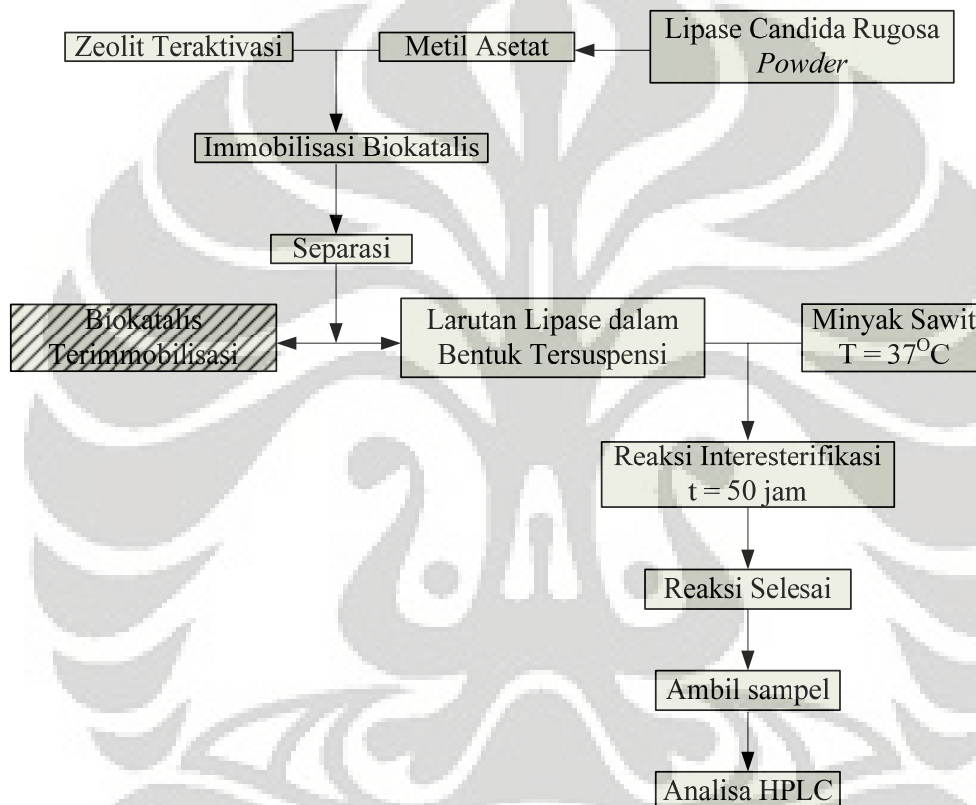 Zeolit Teraktivasi
Metil Asetat
Lipase Candida Rugosa
Powder
Immobilisasi Biokatalis
Separasi
Biokatalis
Terimmobilisasi
Larutan Lipase dalam
Bentuk Tersuspensi
Minyak Sawit
T = 37°C
Reaksi Interesterifikasi
t = 50 jam
Reaksi Selesai
Ambil sampel
Analisa HPLC